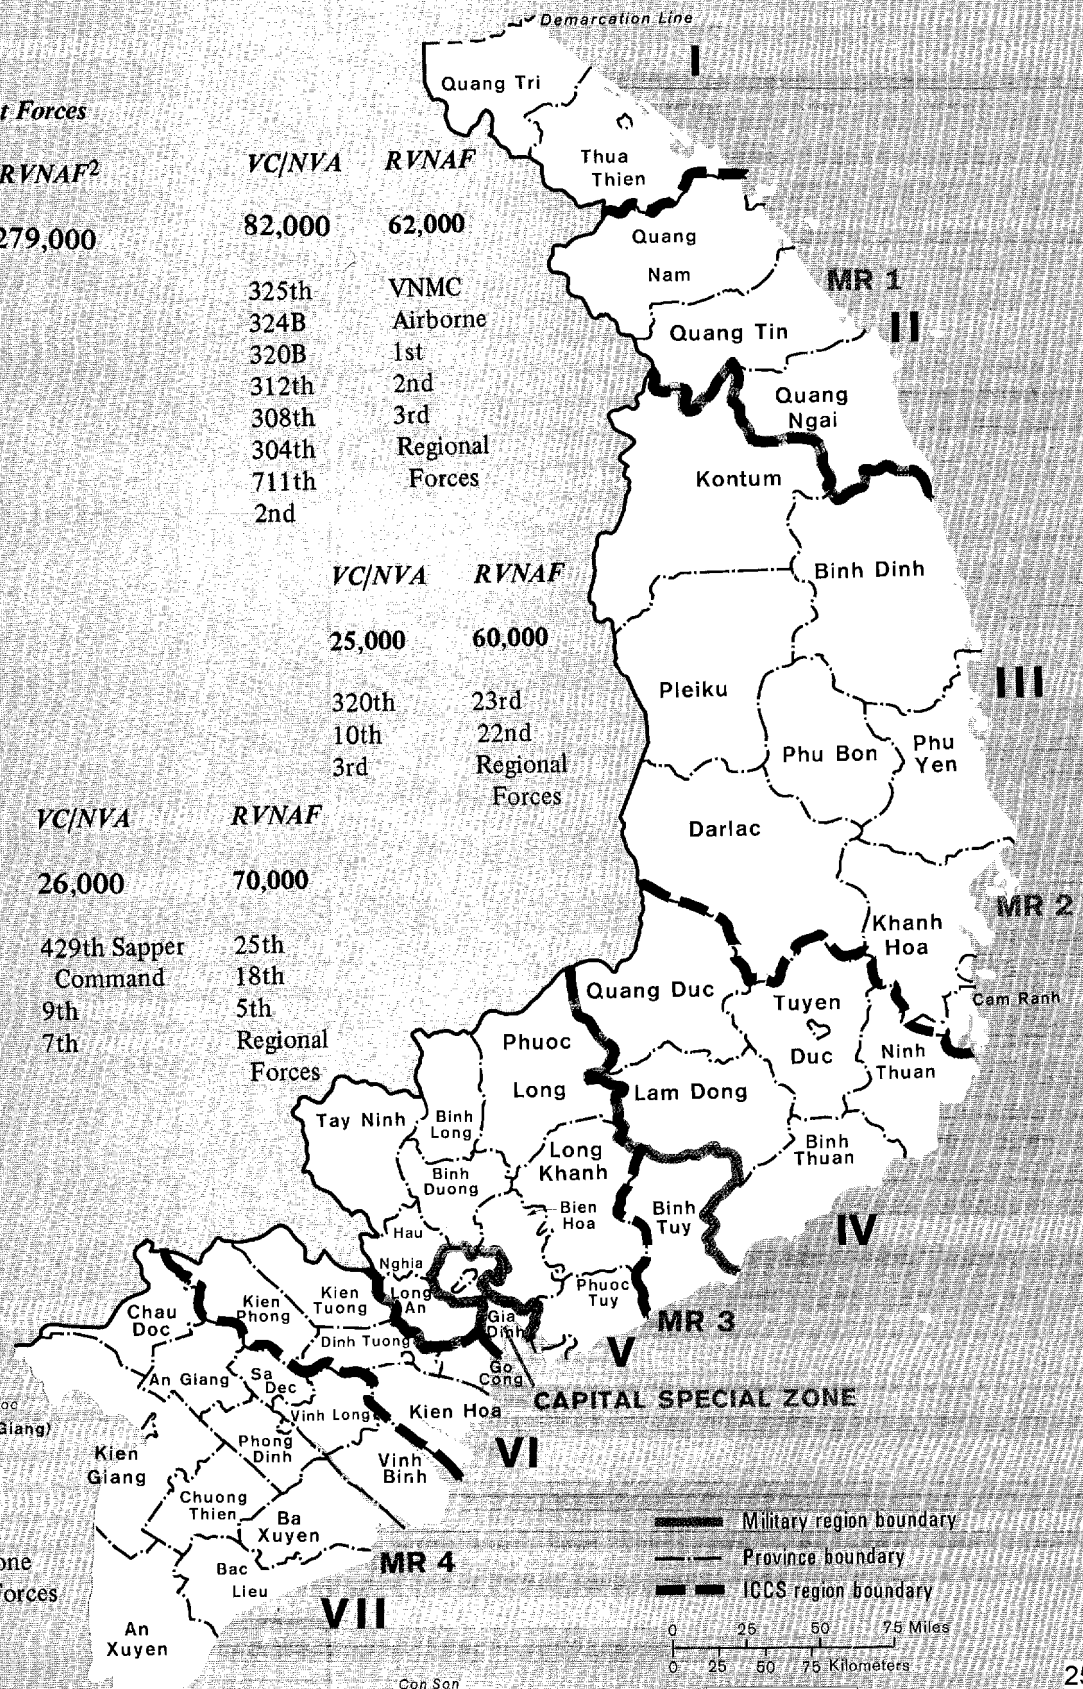 Demarcation Line
I
Quang Tri
t Forces
RVNAF2
279,000
VC/NVA RVNAF
82,000 62,000
325th VNMC
324B Airborne
320B 1st
312th 2nd
308th 3rd
304th Regional
711th Forces
2nd
Thua
Thien
Quang
Nam
MR 1
II
Quang Tin
Quang
Ngai
Kontum
VC/NVA RVNAF
25,000 60,000
320th 23rd
10th 22nd
3rd Regional
Forces
Binh Dinh
Pleiku
III
Phu Bon
Phu
Yen
Darlac
VC/NVA RVNAF
26,000 70,000
429th Sapper 25th
Command 18th
9th 5th
7th Regional
Forces
MR 2
Khanh
Hoa
Cam Ranh
Quang Duc
Tuyen
Duc
Ninh
Thuan
Phuoc
Long
Lam Dong
Tay Ninh
Binh
Long
Binh
Duong
Long
Khanh
Binh
Thuan
Bien
Hoa
Binh
Tuy
IV
Hau
Nghia
Long
An
Phuoc
Tuy
MR 3
V
Gia
Dinh
Go
Cong
CAPITAL SPECIAL ZONE
Kien
Tuong
Kien
Phong
Chau
Doc
Dinh Tuong
An Giang
Sa
Dec
Kien Hoa
Vinh Long
VI
Giang)
Kien
Giang
Phong
Dinh
Vinh
Binh
Chuong
Thien
Ba
Xuyen
MR 4
one
Forces
Bac
Lieu
VII
An
Xuyen
Military region boundary
Province boundary
ICCS region boundary
0 25 50 75 Miles
0 25 50 75 Kilometers
Con Son
25